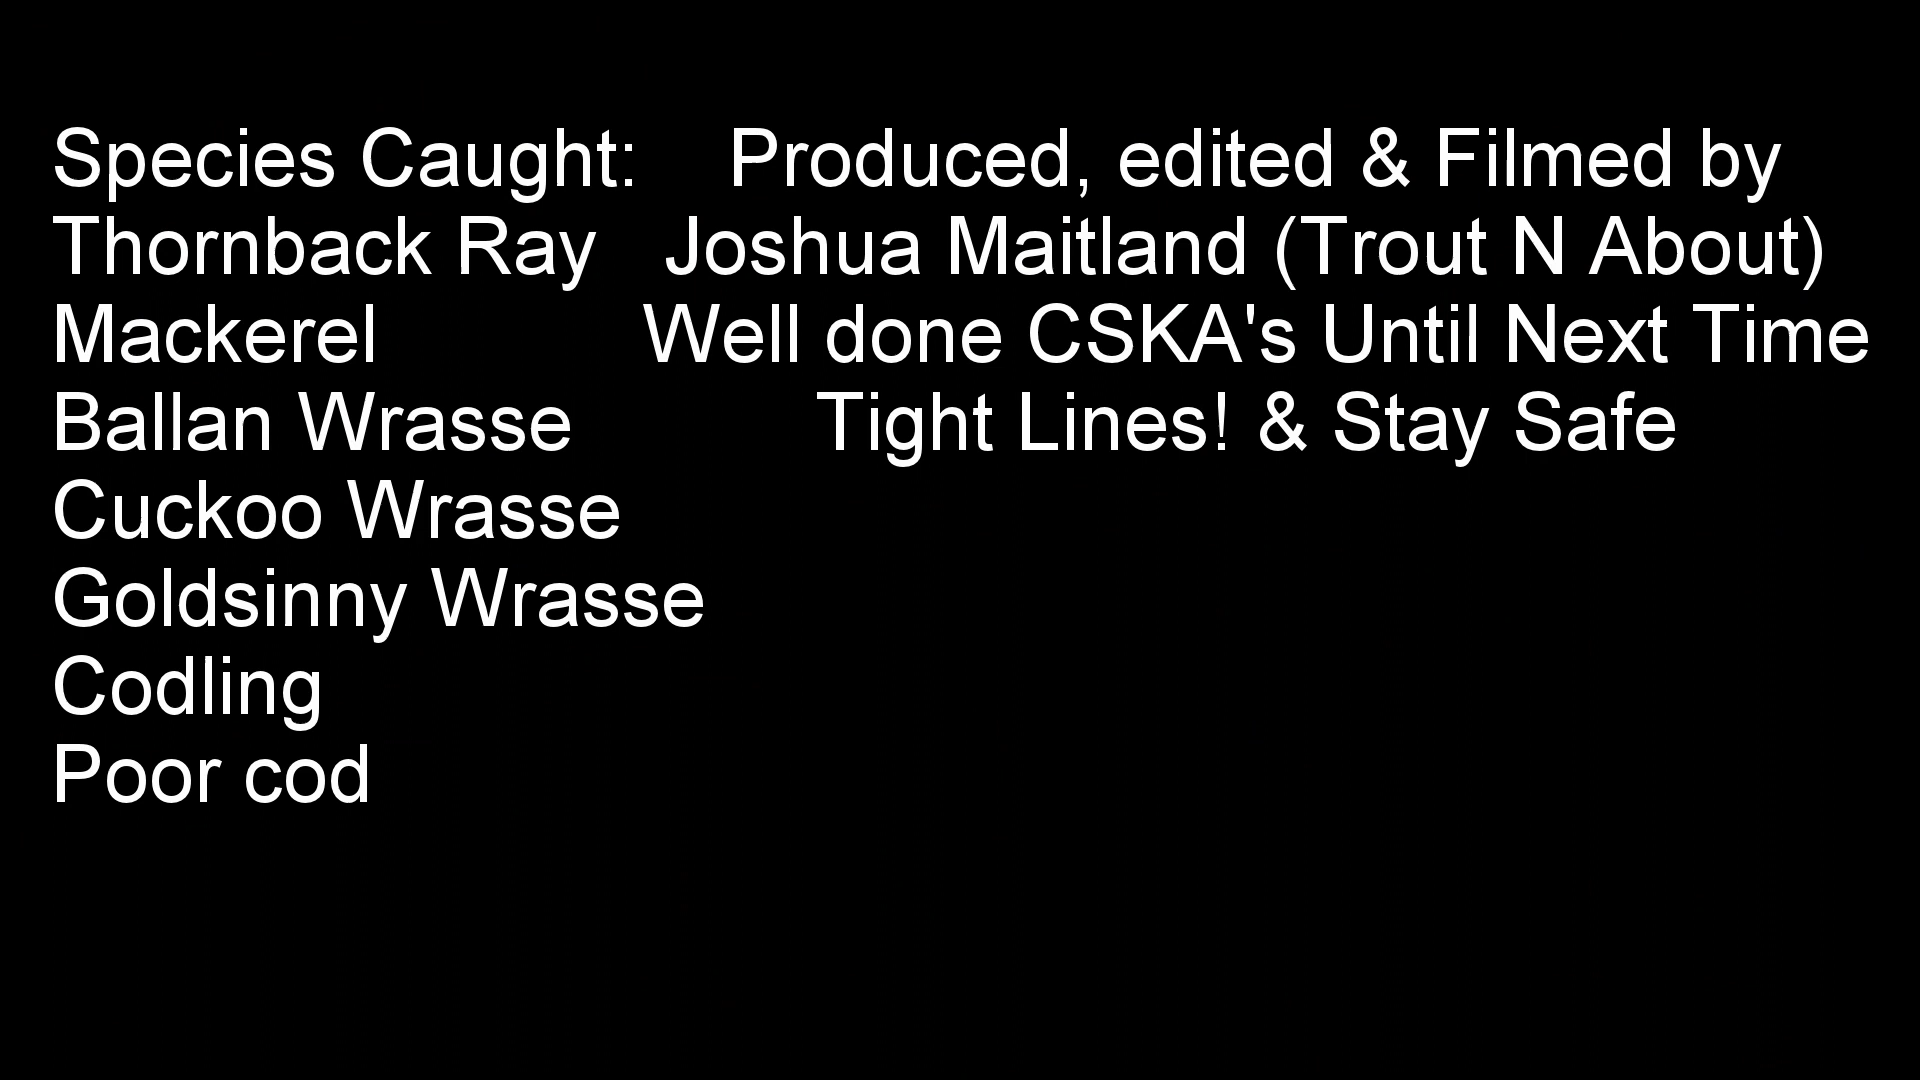 Species Caught: Produced, edited & Filmed by
Thornback Ray Joshua Maitland (Trout N About)
Mackerel Well done CSKA's Until Next Time
Ballan Wrasse Tight Lines! & Stay Safe
Cuckoo Wrasse
Goldsinny Wrasse
Codling
Poor cod